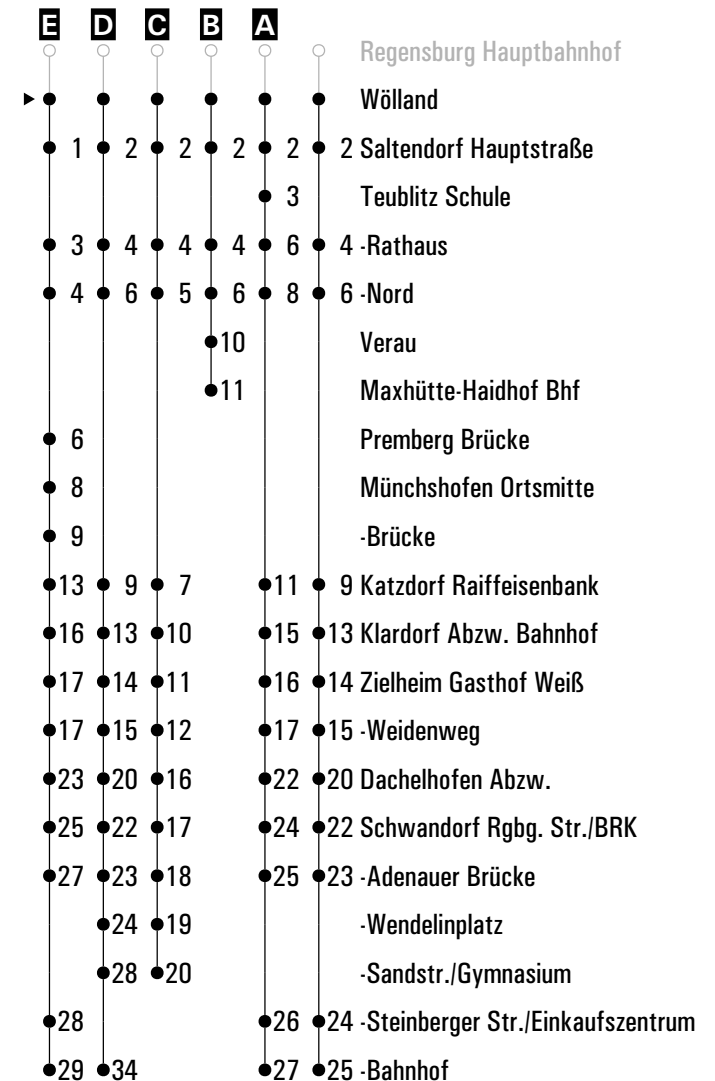 E D C B A
Regensburg Hauptbahnhof
Wölland
1 2 2 2 2 2 Saltendorf Hauptstraße
3 Teublitz Schule
3 4 4 4 6 4 -Rathaus
4 6 5 6 8 6 -Nord
10 Verau
11 Maxhütte-Haidhof Bhf
6 Premberg Brücke
8 Münchshofen Ortsmitte
9 -Brücke
13 9 7 11 9 Katzdorf Raiffeisenbank
16 13 10 15 13 Klardorf Abzw. Bahnhof
17 14 11 16 14 Zielheim Gasthof Weiß
17 15 12 17 15 -Weidenweg
23 20 16 22 20 Dachelhofen Abzw.
25 22 17 24 22 Schwandorf Rgbg. Str./BRK
27 23 18 25 23 -Adenauer Brücke
24 19 -Wendelinplatz
28 20 -Sandstr./Gymnasium
28 26 24 -Steinberger Str./Einkaufszentrum
29 34 27 25 -Bahnhof